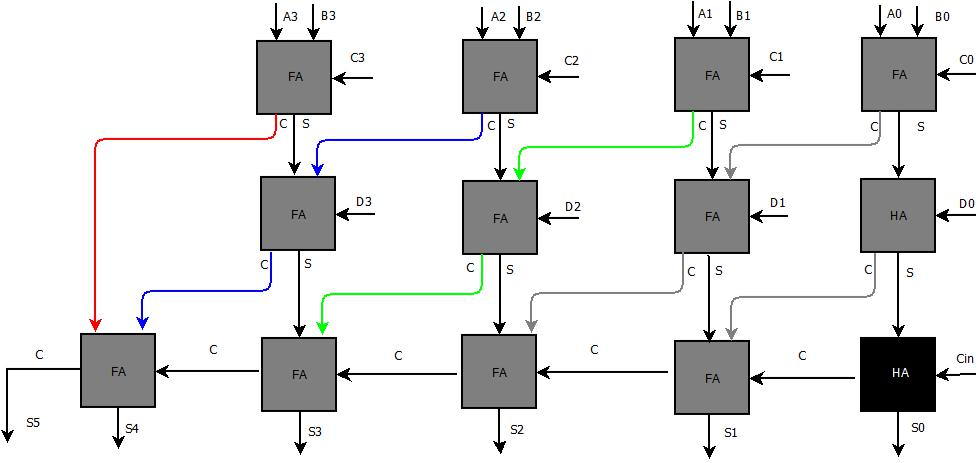 A3 B3 A2 B2 A1 B1 A0 B0
FA C3 FA C2 FA C1 FA C0
C S C S C S C S
FA D3 FA D2 FA D1 HA D0
C S C S C S C S
C FA C FA C FA C FA C HA Cin
S5 S4 S3 S2 S1 S0